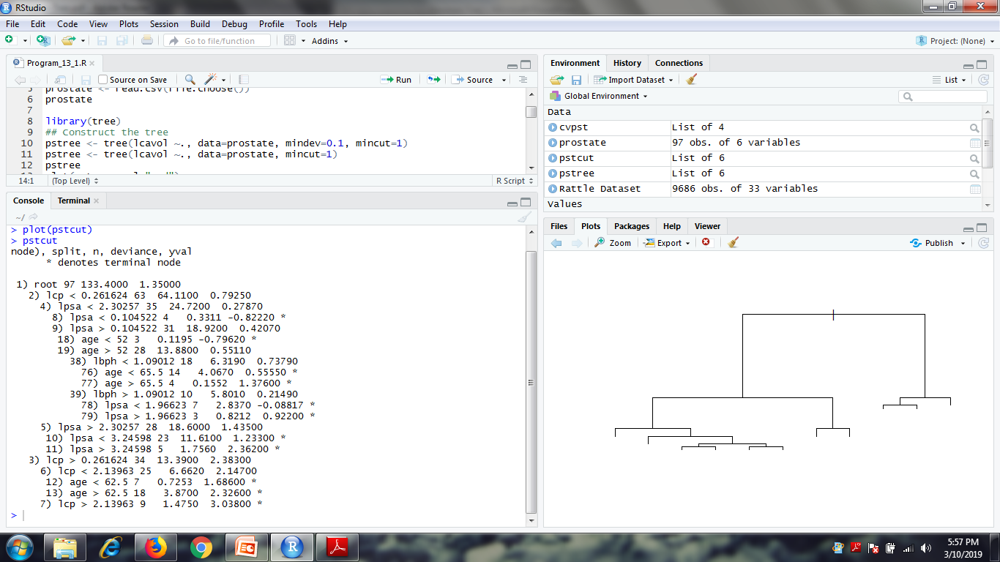 RStudio
File Edit Code View Plots Session Build Debug Profile Tools Help
Go to file/function Addins Project: (None)
Program_13_1.R
Source on Save Run Source
5 prostate <- read.csv(file.choose())
6 prostate
7
8 library(tree)
9 ## Construct the tree
10 pstree <- tree(lcavol ~., data=prostate, mindev=0.1, mincut=1)
11 pstree <- tree(lcavol ~., data=prostate, mincut=1)
12 pstree
14:1 (Top Level) R Script
Console Terminal
~/
> plot(pstcut)
> pstcut
node), split, n, deviance, yval
* denotes terminal node
1) root 97 133.4000 1.35000
2) lcp < 0.261624 63 64.1100 0.79250
4) lpsa < 2.30257 35 24.7200 0.27870
8) lpsa < 0.104522 4 0.3311 -0.82220 *
9) lpsa > 0.104522 31 18.9200 0.42070
18) age < 52 3 0.1195 -0.79620 *
19) age > 52 28 13.8800 0.55110
38) lbph < 1.09012 18 6.3190 0.73790
76) age < 65.5 14 4.0670 0.55550 *
77) age > 65.5 4 0.1552 1.37600 *
39) lbph > 1.09012 10 5.8010 0.21490
78) lpsa < 1.96623 7 2.8370 -0.08817 *
79) lpsa > 1.96623 3 0.8212 0.92200 *
5) lpsa > 2.30257 28 18.6000 1.43500
10) lpsa < 3.24598 23 11.6100 1.23300 *
11) lpsa > 3.24598 5 1.7560 2.36200 *
3) lcp > 0.261624 34 13.3900 2.38300
6) lcp < 2.13963 25 6.6620 2.14700
12) age < 62.5 7 0.7253 1.68600 *
13) age > 62.5 18 3.8700 2.32600 *
7) lcp > 2.13963 9 1.4750 3.03800 *
>
Environment History Connections
Import Dataset List
Global Environment
Data
cvpst List of 4
prostate 97 obs. of 6 variables
pstcut List of 6
pstree List of 6
Rattle Dataset 9686 obs. of 33 variables
Values
Files Plots Packages Help Viewer
Zoom Export Publish
5:57 PM
3/10/2019